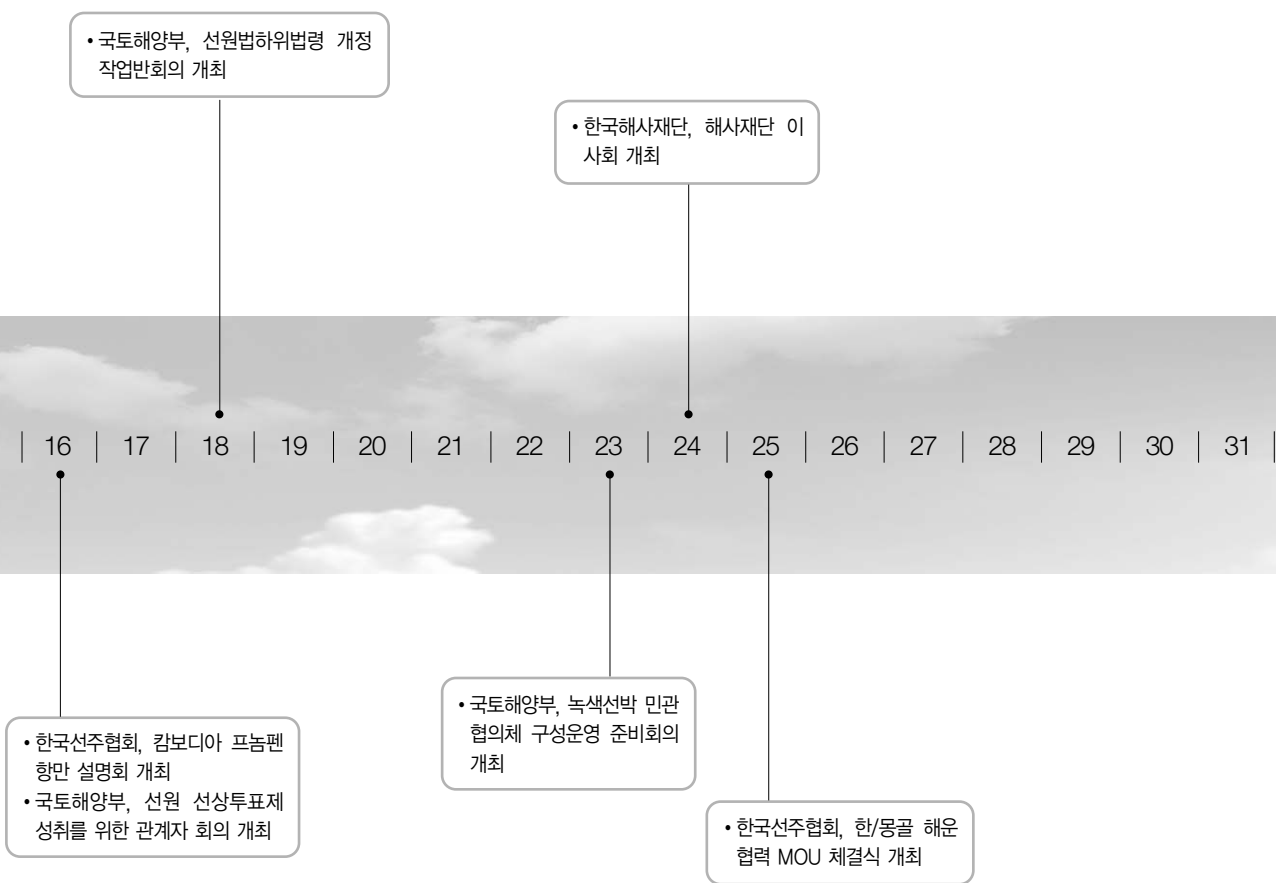 • 국토해양부, 선원법하위법령 개정
작업반회의 개최
• 한국해사재단, 해사재단 이
사회 개최
16 17 18 19 20 21 22 23 24 25 26 27 28 29 30 31
• 한국선주협회, 캄보디아 프놈펜
항만 설명회 개최
• 국토해양부, 선원 선상투표제
성취를 위한 관계자 회의 개최
• 국토해양부, 녹색선박 민관
협의체 구성운영 준비회의
개최
• 한국선주협회, 한/몽골 해운
협력 MOU 체결식 개최